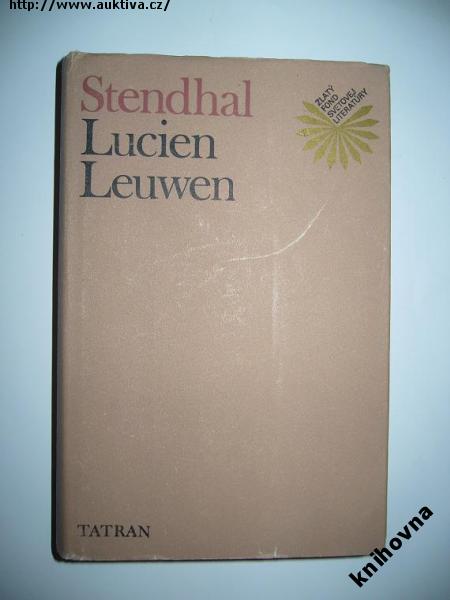 http://www.auktiva.cz/
Stendhal
Lucien
Leuwen
ZLATÝ
FOND
SVETOVEJ
LITERATÚRY
TATRAN
knihovna